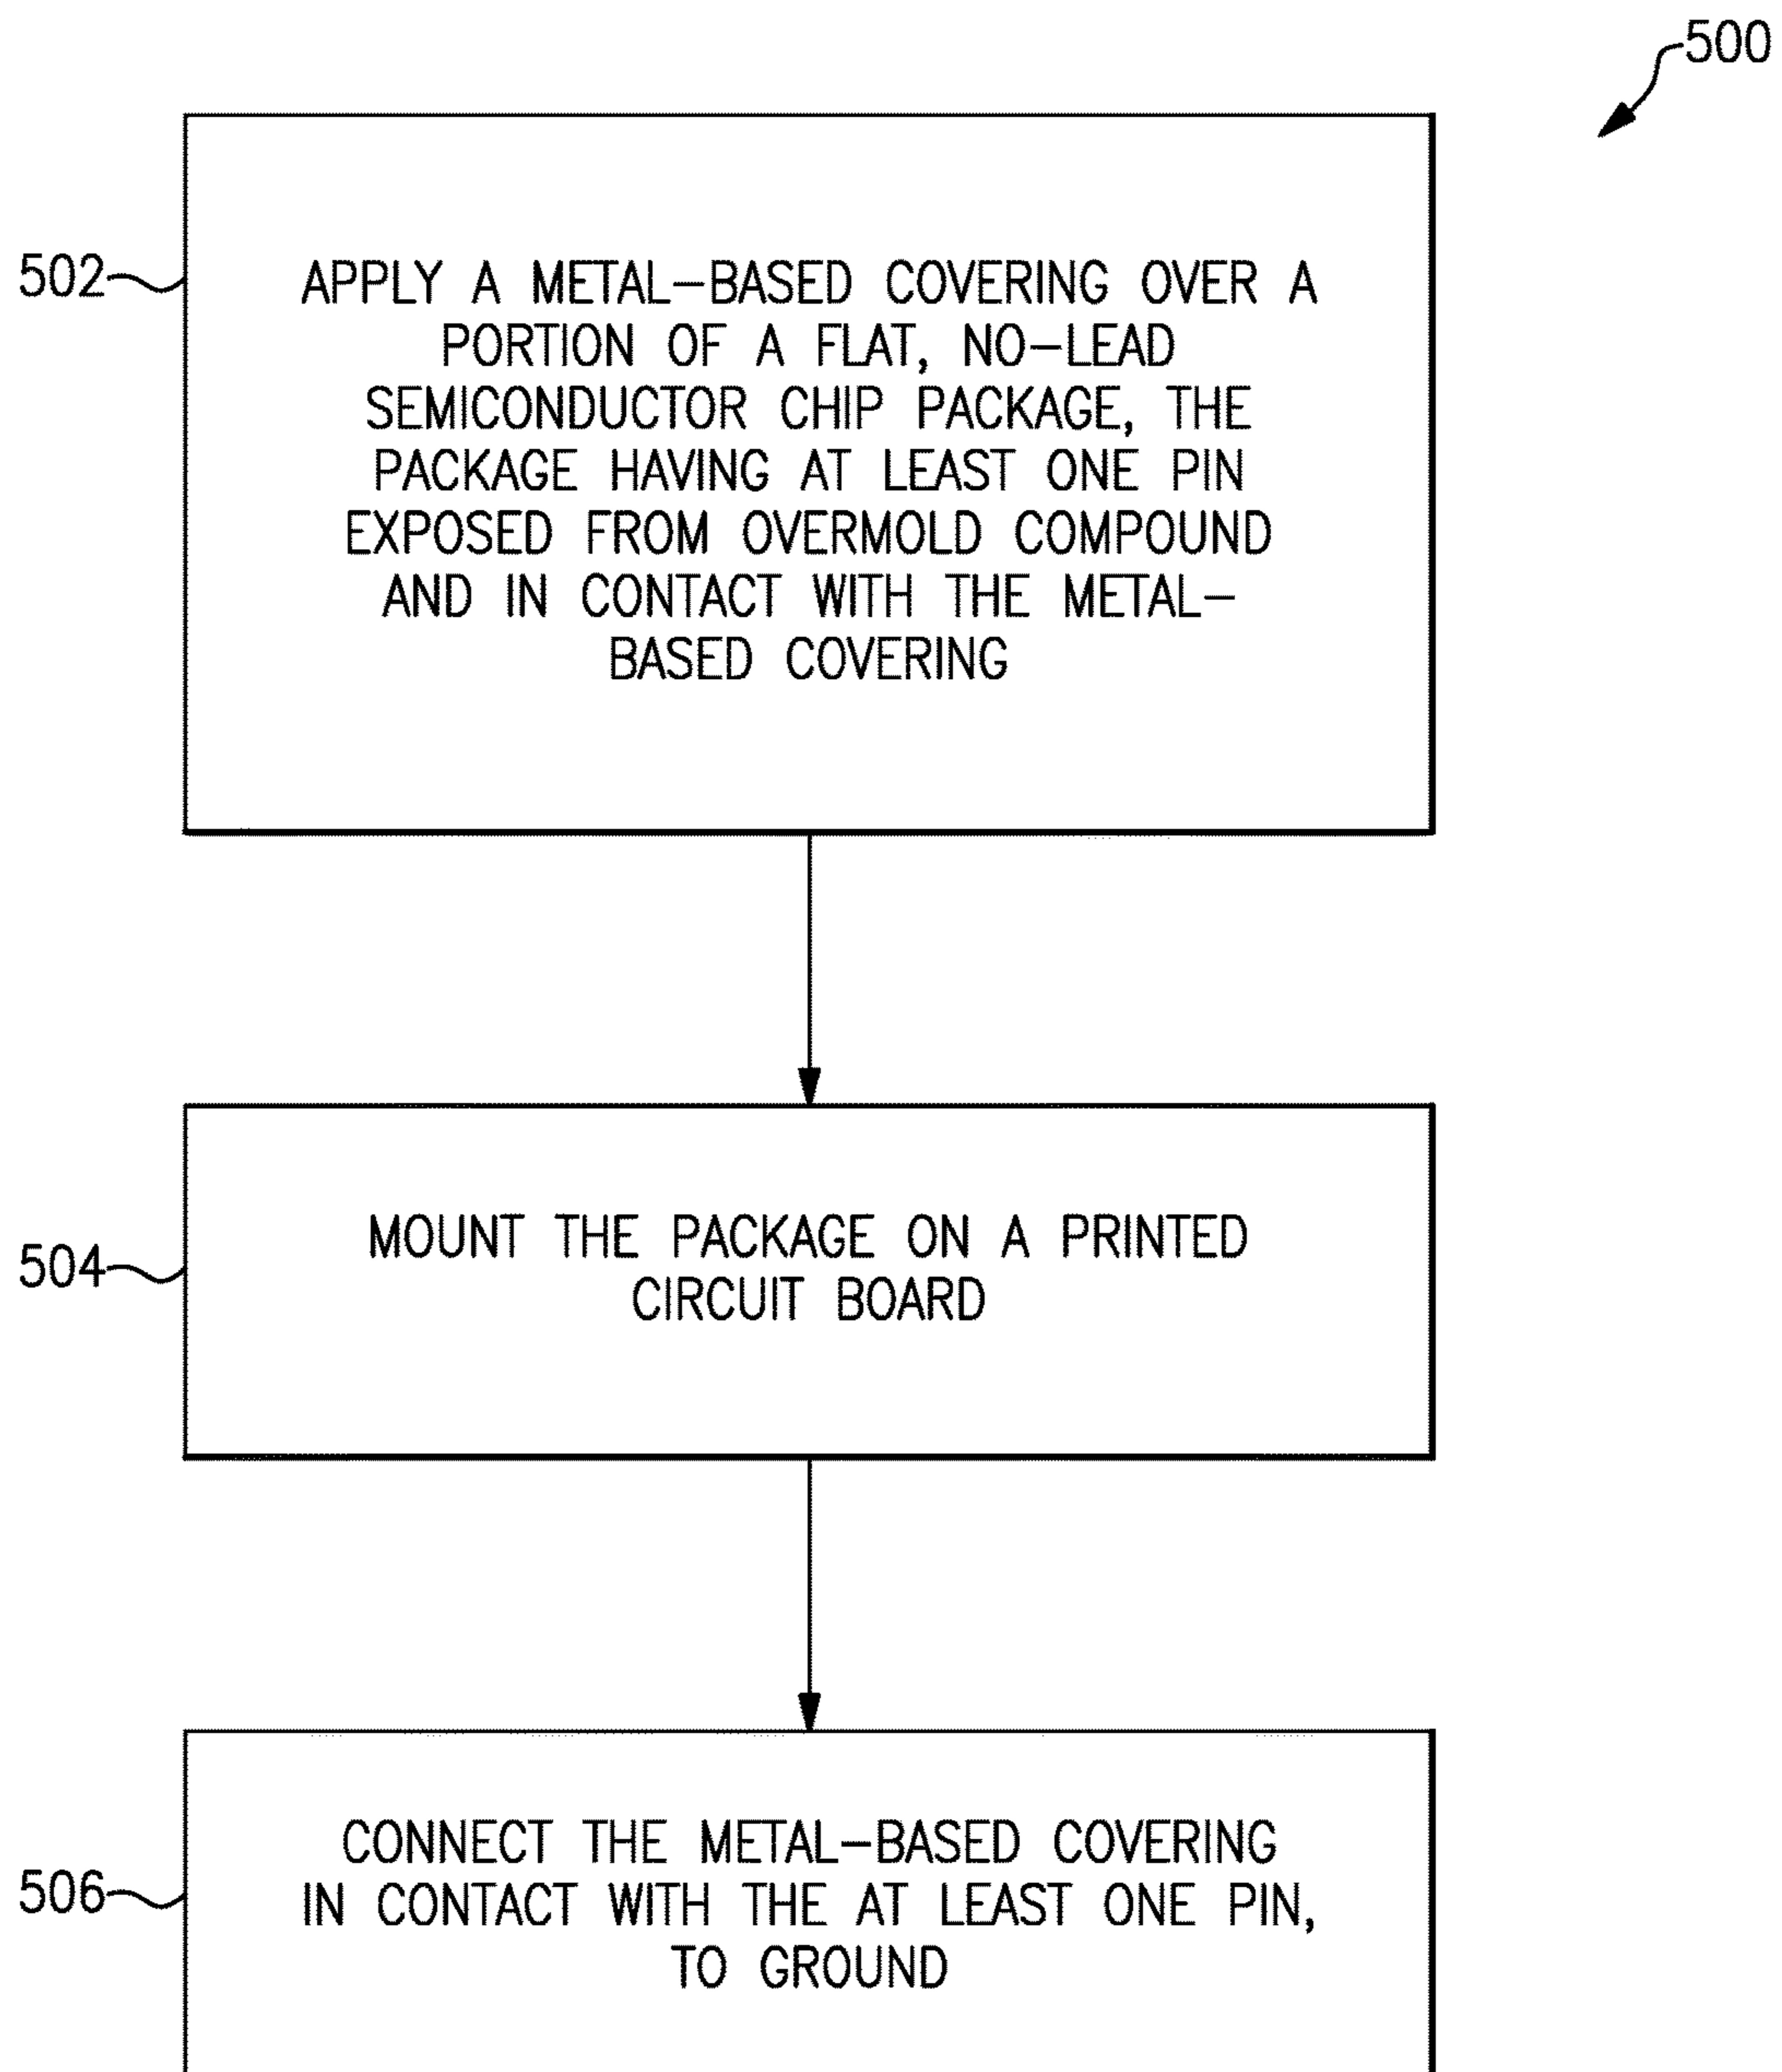 500
502
APPLY A METAL-BASED COVERING OVER A
PORTION OF A FLAT, NO-LEAD
SEMICONDUCTOR CHIP PACKAGE, THE
PACKAGE HAVING AT LEAST ONE PIN
EXPOSED FROM OVERMOLD COMPOUND
AND IN CONTACT WITH THE METAL-
BASED COVERING
504
MOUNT THE PACKAGE ON A PRINTED
CIRCUIT BOARD
506
CONNECT THE METAL-BASED COVERING
IN CONTACT WITH THE AT LEAST ONE PIN,
TO GROUND